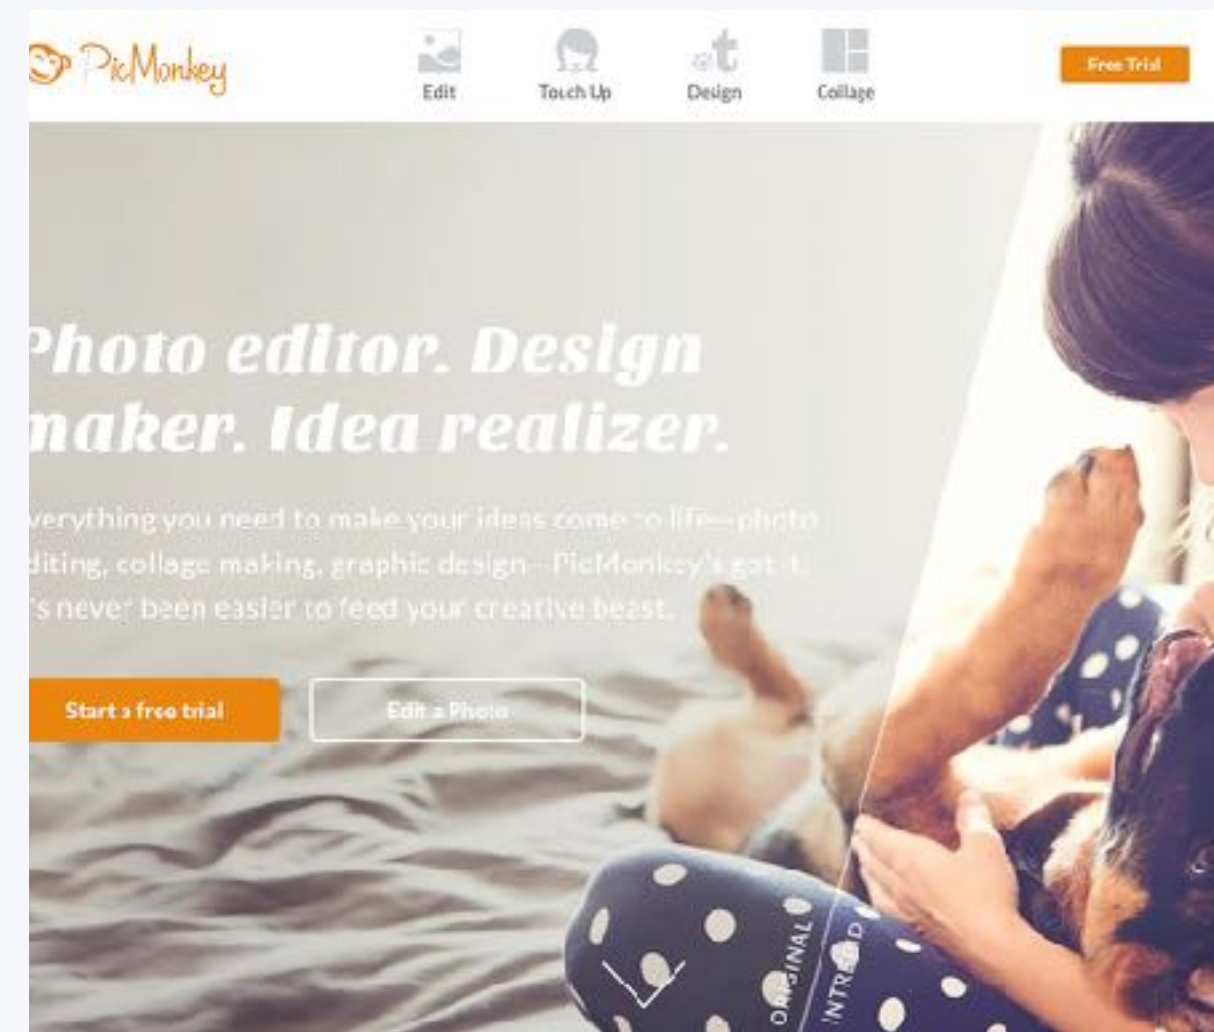 PicMonkey
Edit
Touch Up
Design
Collage
Free Trial
Photo editor. Design
maker. Idea realizer.
verything you need to make your ideas come to life—photo
diting, collage making, graphic design—PicMonkey's got it.
's never been easier to feed your creative beast.
Start a free trial
Edit a Photo
ORIGINAL